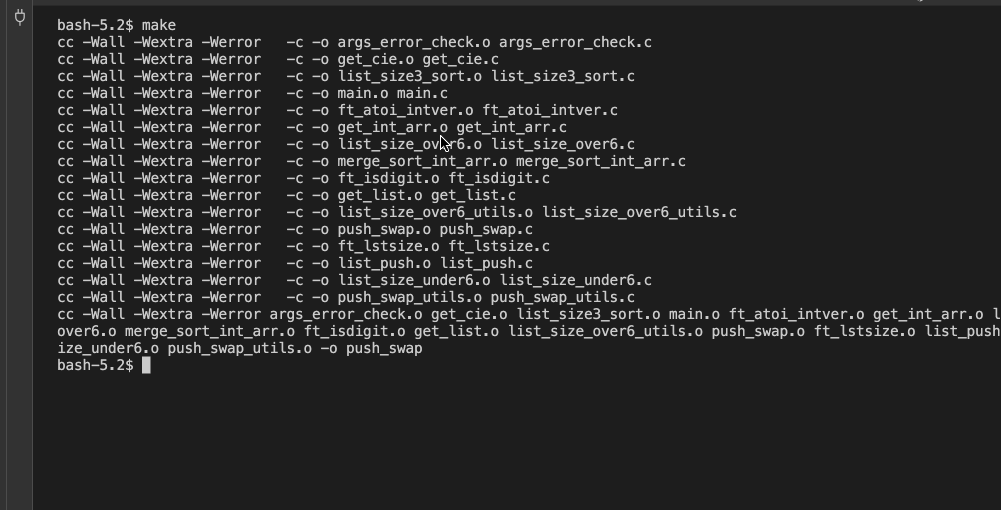 bash-5.2$ make
cc -Wall -Wextra -Werror   -c -o args_error_check.o args_error_check.c
cc -Wall -Wextra -Werror   -c -o get_cie.o get_cie.c
cc -Wall -Wextra -Werror   -c -o list_size3_sort.o list_size3_sort.c
cc -Wall -Wextra -Werror   -c -o main.o main.c
cc -Wall -Wextra -Werror   -c -o ft_atoi_intver.o ft_atoi_intver.c
cc -Wall -Wextra -Werror   -c -o get_int_arr.o get_int_arr.c
cc -Wall -Wextra -Werror   -c -o list_size_over6.o list_size_over6.c
cc -Wall -Wextra -Werror   -c -o merge_sort_int_arr.o merge_sort_int_arr.c
cc -Wall -Wextra -Werror   -c -o ft_isdigit.o ft_isdigit.c
cc -Wall -Wextra -Werror   -c -o get_list.o get_list.c
cc -Wall -Wextra -Werror   -c -o list_size_over6_utils.o list_size_over6_utils.c
cc -Wall -Wextra -Werror   -c -o push_swap.o push_swap.c
cc -Wall -Wextra -Werror   -c -o ft_lstsize.o ft_lstsize.c
cc -Wall -Wextra -Werror   -c -o list_push.o list_push.c
cc -Wall -Wextra -Werror   -c -o list_size_under6.o list_size_under6.c
cc -Wall -Wextra -Werror   -c -o push_swap_utils.o push_swap_utils.c
cc -Wall -Wextra -Werror args_error_check.o get_cie.o list_size3_sort.o main.o ft_atoi_intver.o get_int_arr.o l
over6.o merge_sort_int_arr.o ft_isdigit.o get_list.o list_size_over6_utils.o push_swap.o ft_lstsize.o list_push
ize_under6.o push_swap_utils.o -o push_swap
bash-5.2$